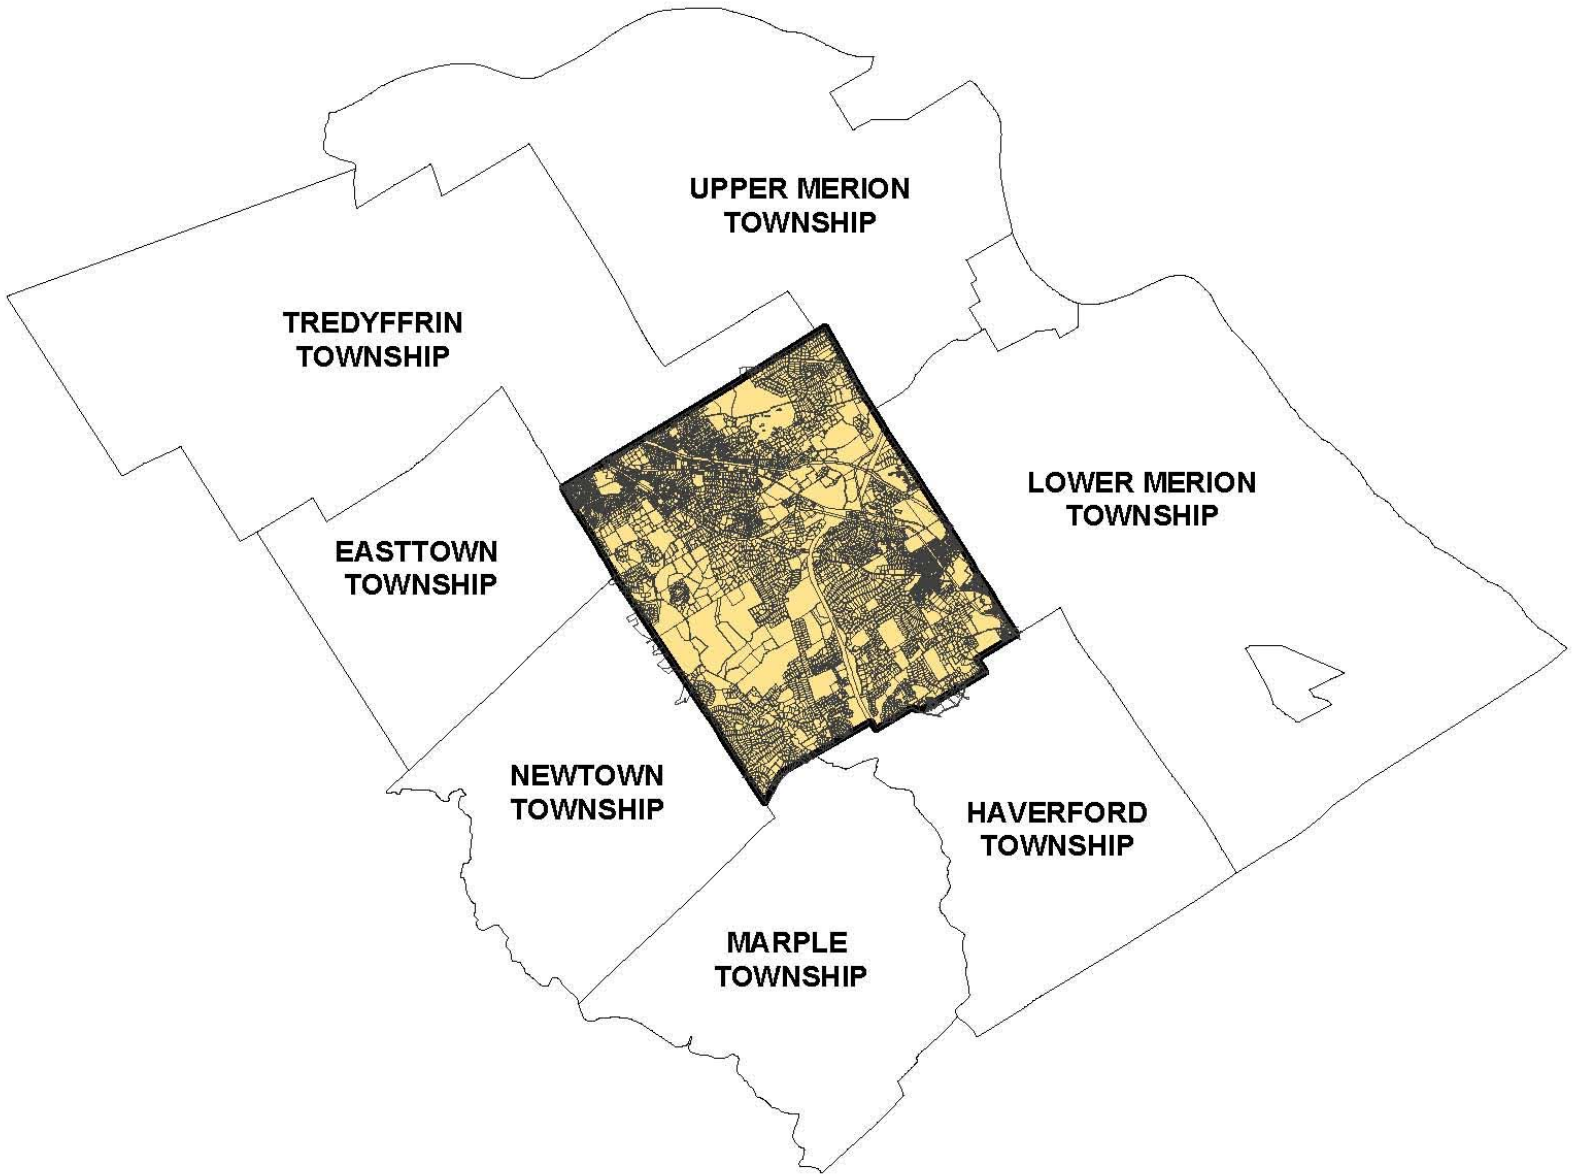 UPPER MERION
TOWNSHIP
TREDYFFRIN
TOWNSHIP
LOWER MERION
TOWNSHIP
EASTTOWN
TOWNSHIP
NEWTOWN
TOWNSHIP
HAVERFORD
TOWNSHIP
MARPLE
TOWNSHIP